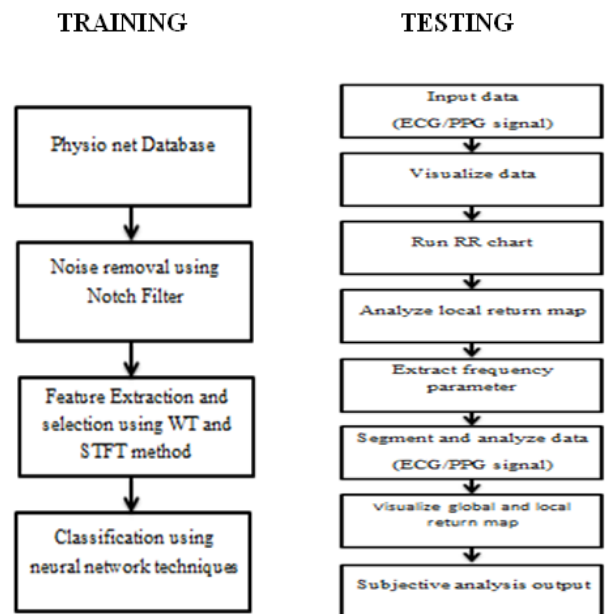 TRAINING
Physio net Database
Noise removal using
Notch Filter
Feature Extraction and
selection using WT and
STFT method
Classification using
neural network techniques
TESTING
Input data
(ECG/PPG signal)
Visualize data
Run RR chart
Analyze local return map
Extract frequency
parameter
Segment and analyze data
(ECG/PPG signal)
Visualize global and local
return map
Subjective analysis output